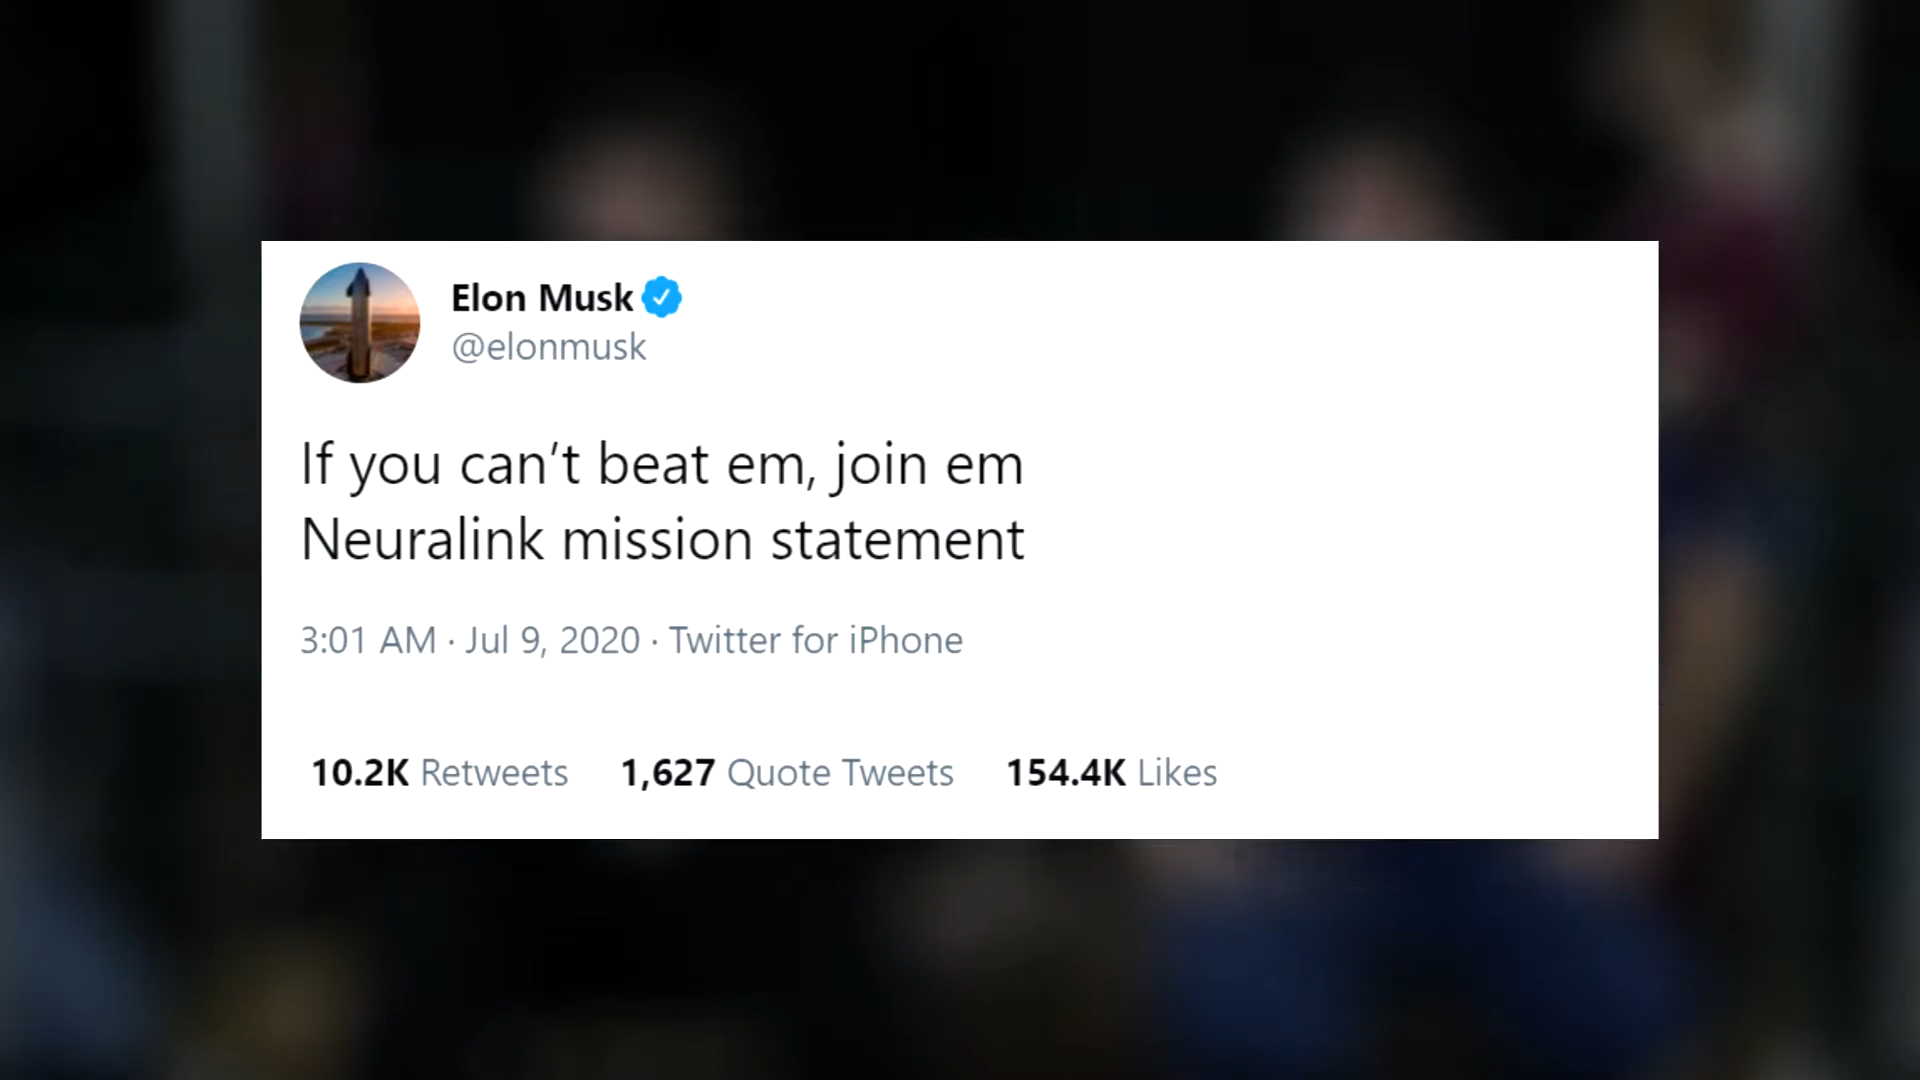 Elon Musk
@elonmusk
If you can’t beat em, join em
Neuralink mission statement
3:01 AM · Jul 9, 2020 · Twitter for iPhone
10.2K Retweets 1,627 Quote Tweets 154.4K Likes